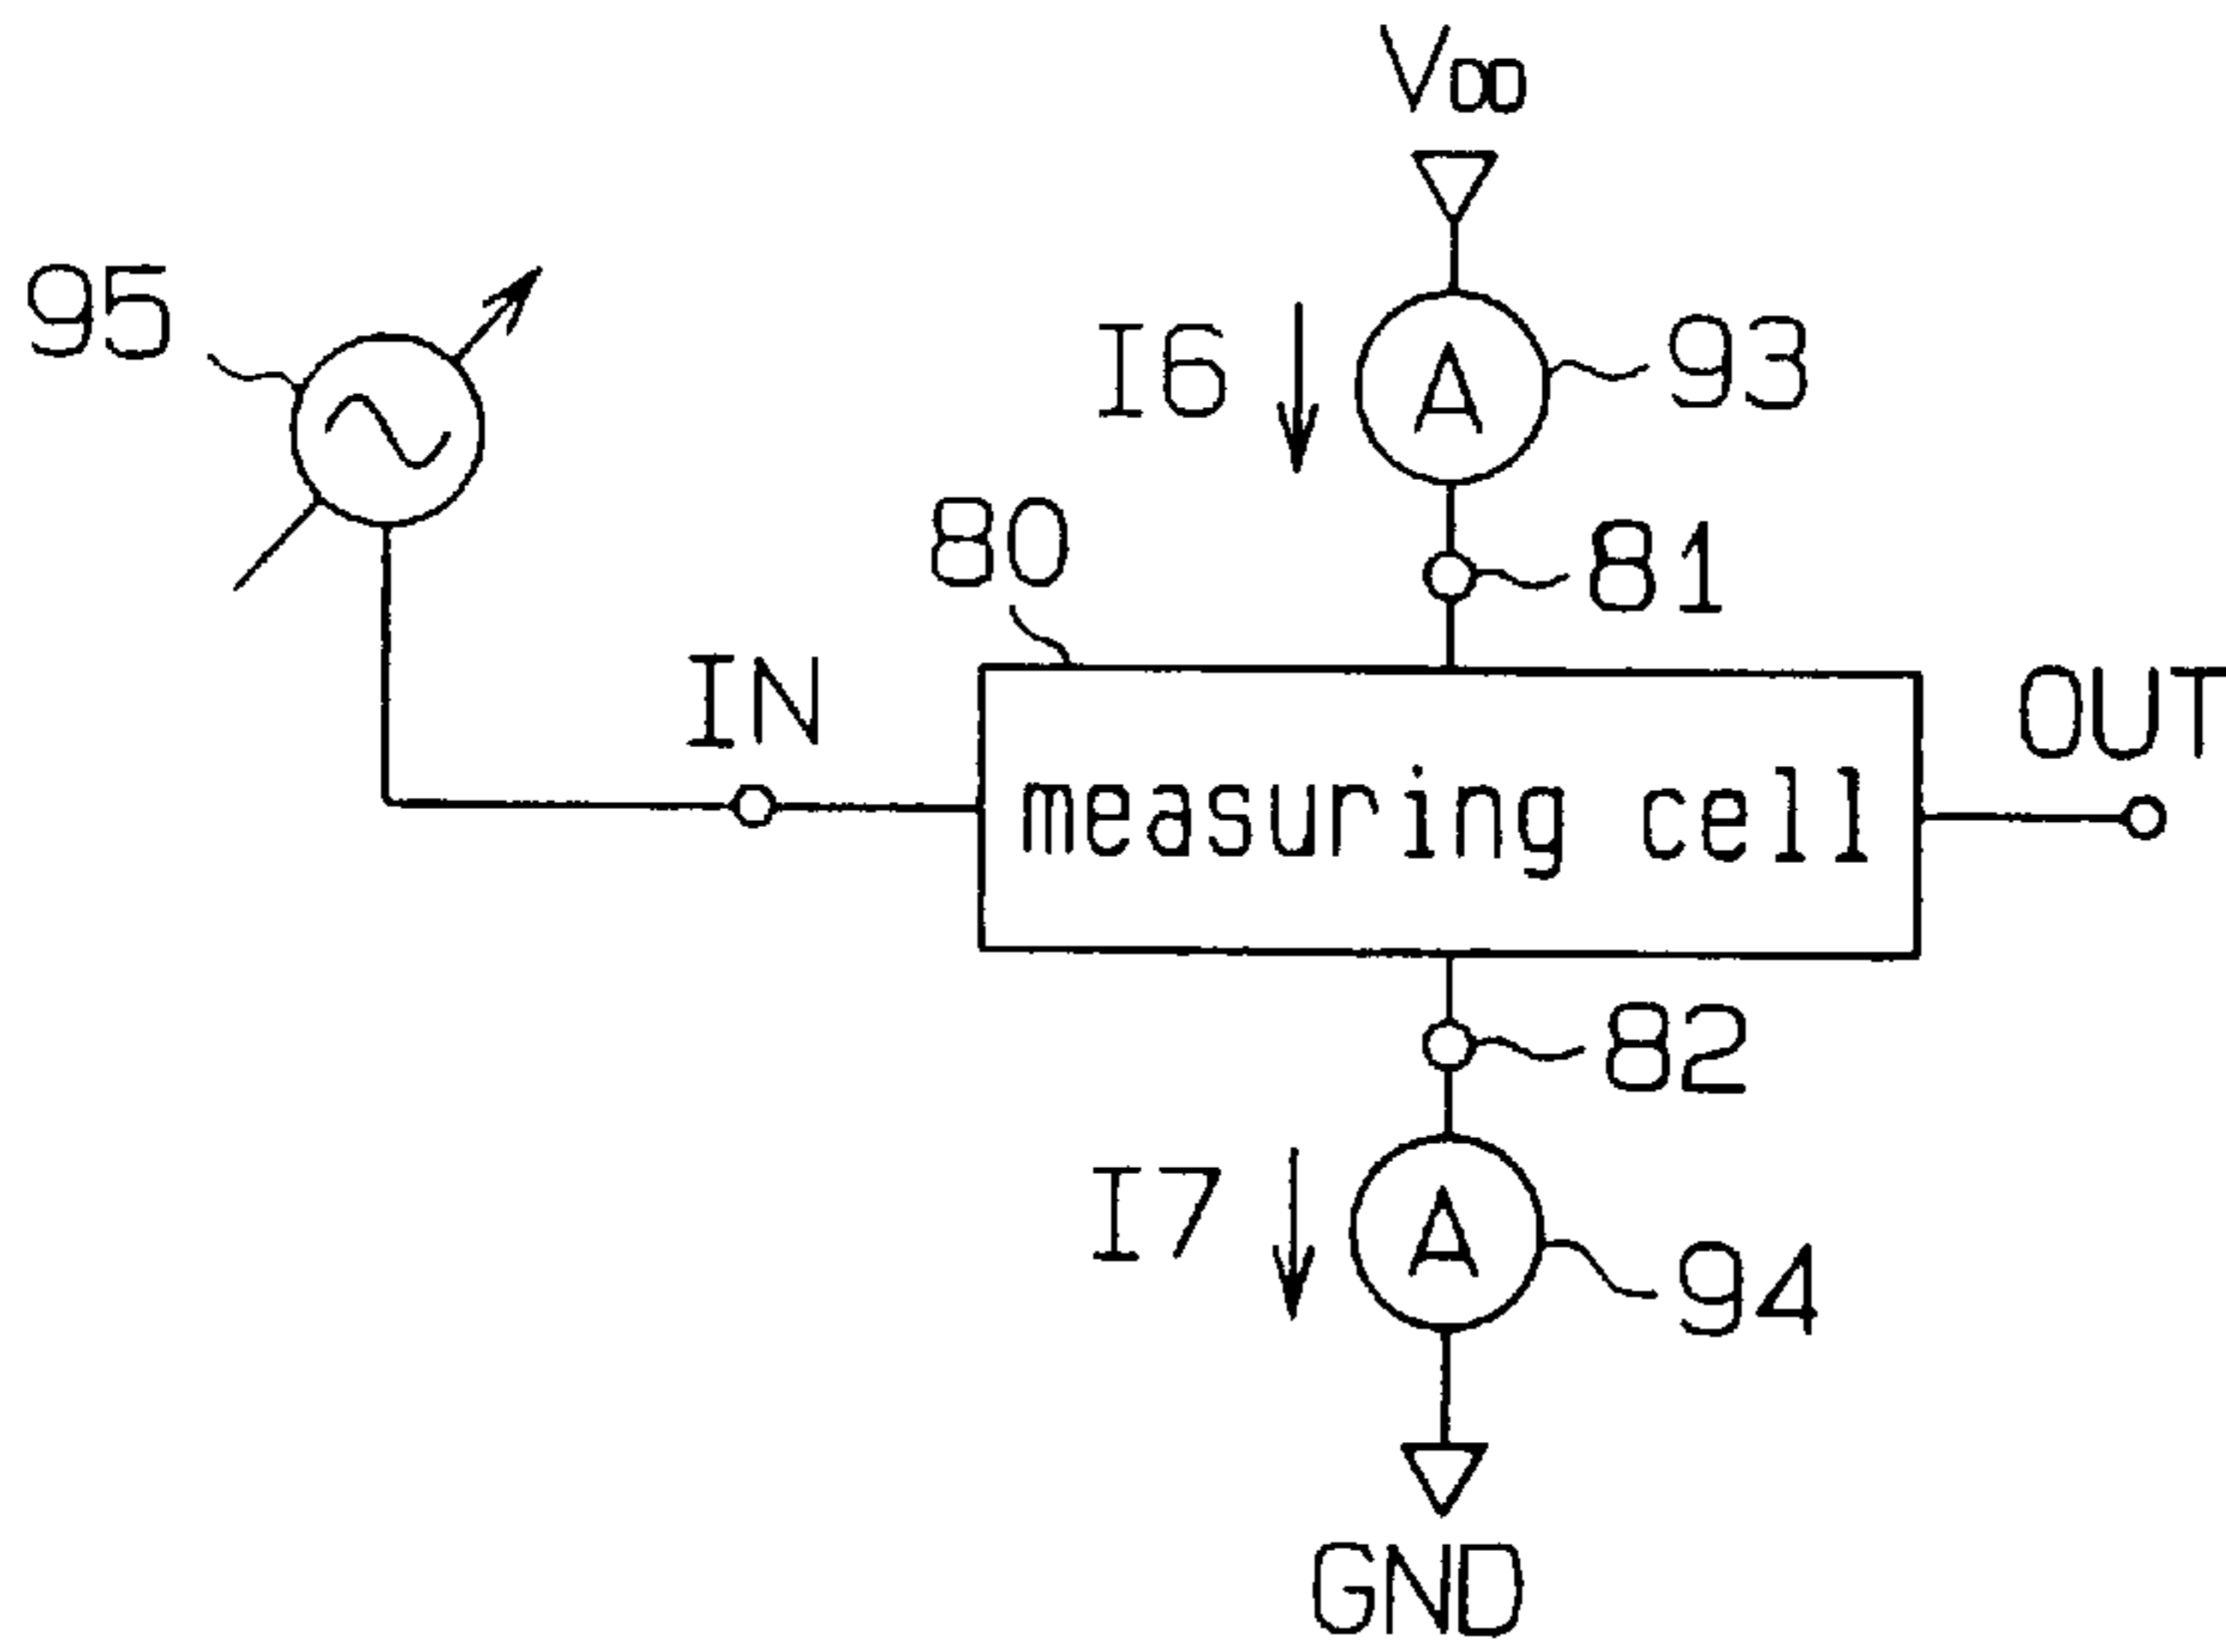 VDD
95
I6
A
93
80
81
IN
OUT
measuring cell
82
I7
A
94
GND